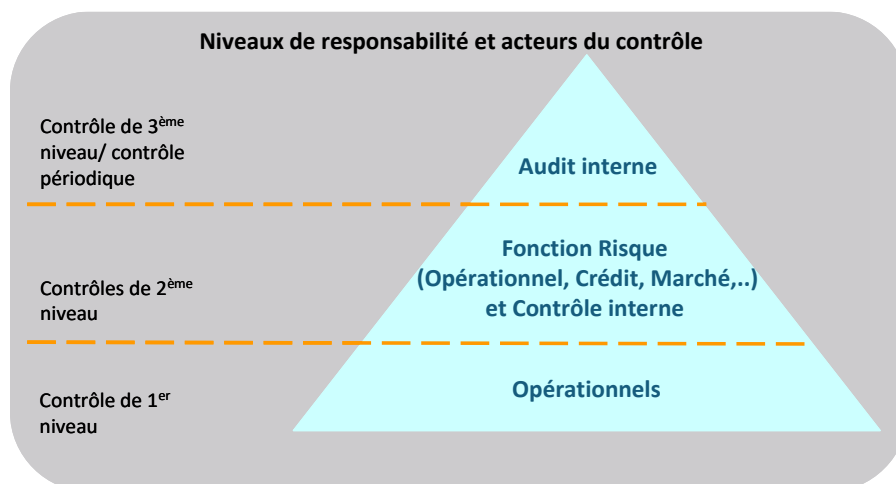 Niveaux de responsabilité et acteurs du contrôle
Contrôle de 3ème
niveau/ contrôle
périodique
Audit interne
Contrôles de 2ème
niveau
Fonction Risque
(Opérationnel, Crédit, Marché,..)
et Contrôle interne
Contrôle de 1er
niveau
Opérationnels